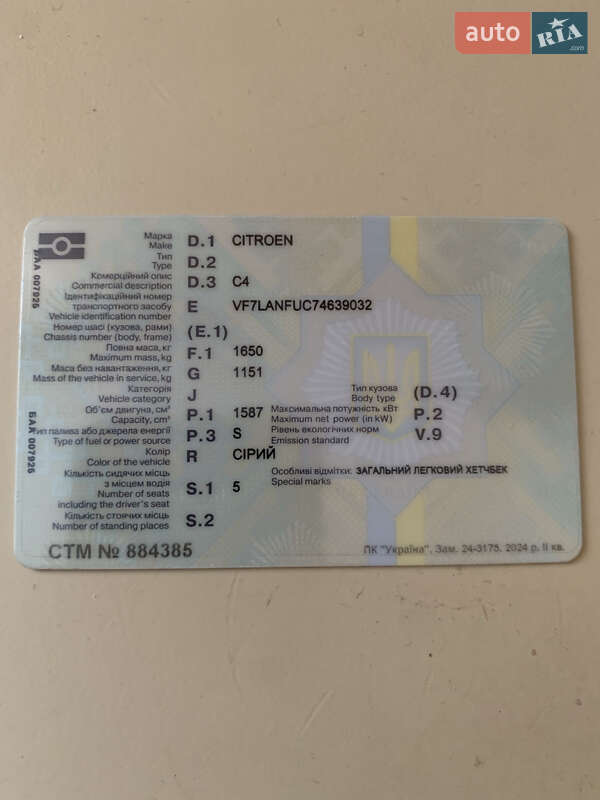 auto RIA .com
ВАА 007926
БАК 007926
Марка
Make D.1 CITROEN
Тип
Type D.2
Комерційний опис
Commercial description D.3 C4
Ідентифікаційний номер
транспортного засобу
Vehicle identification number E VF7LANFUC74639032
Номер шасі (кузова, рами)
Chassis number (body, frame) (E.1)
Повна маса, кг
Maximum mass, kg F.1 1650
Маса без навантаження, кг
Mass of the vehicle in service, kg G 1151
Категорія
Vehicle category J
Тип кузова
Body type (D.4)
Об'єм двигуна, см³
Capacity, cm³ P.1 1587
Максимальна потужність кВт
Maximum net power (in kW) P.2
Тип палива або джерела енергії
Type of fuel or power source P.3 S
Рівень екологічних норм
Emission standard V.9
Колір
Color of the vehicle R СІРИЙ
Кількість сидячих місць
з місцем водія
Number of seats
including the driver's seat S.1 5
Особливі відмітки: ЗАГАЛЬНИЙ ЛЕГКОВИЙ ХЕТЧБЕК
Special marks
Кількість стоячих місць
Number of standing places S.2
СТМ № 884385
ПК "Україна". Зам. 24-3175. 2024 р. II кв.